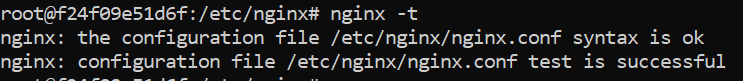 root@f24f09e51d6f:/etc/nginx# nginx -t
nginx: the configuration file /etc/nginx/nginx.conf syntax is ok
nginx: configuration file /etc/nginx/nginx.conf test is successful